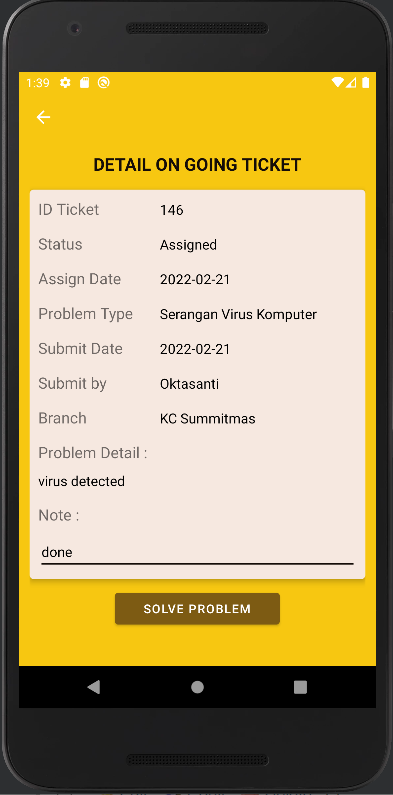 1:39
DETAIL ON GOING TICKET
ID Ticket 146
Status Assigned
Assign Date 2022-02-21
Problem Type Serangan Virus Komputer
Submit Date 2022-02-21
Submit by Oktasanti
Branch KC Summitmas
Problem Detail :
virus detected
Note :
done
SOLVE PROBLEM